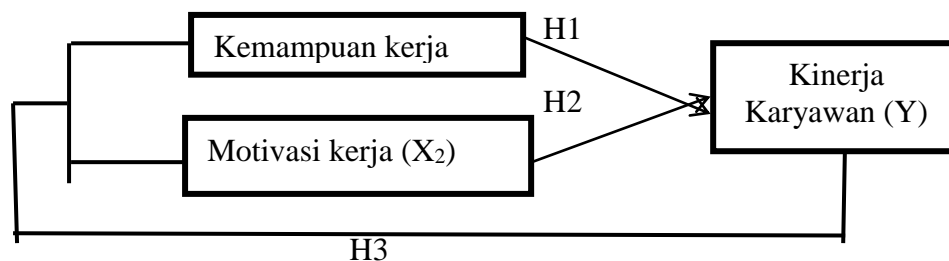 Kemampuan kerja
H1
Kinerja
Karyawan (Y)
H2
Motivasi kerja (X₂)
H3